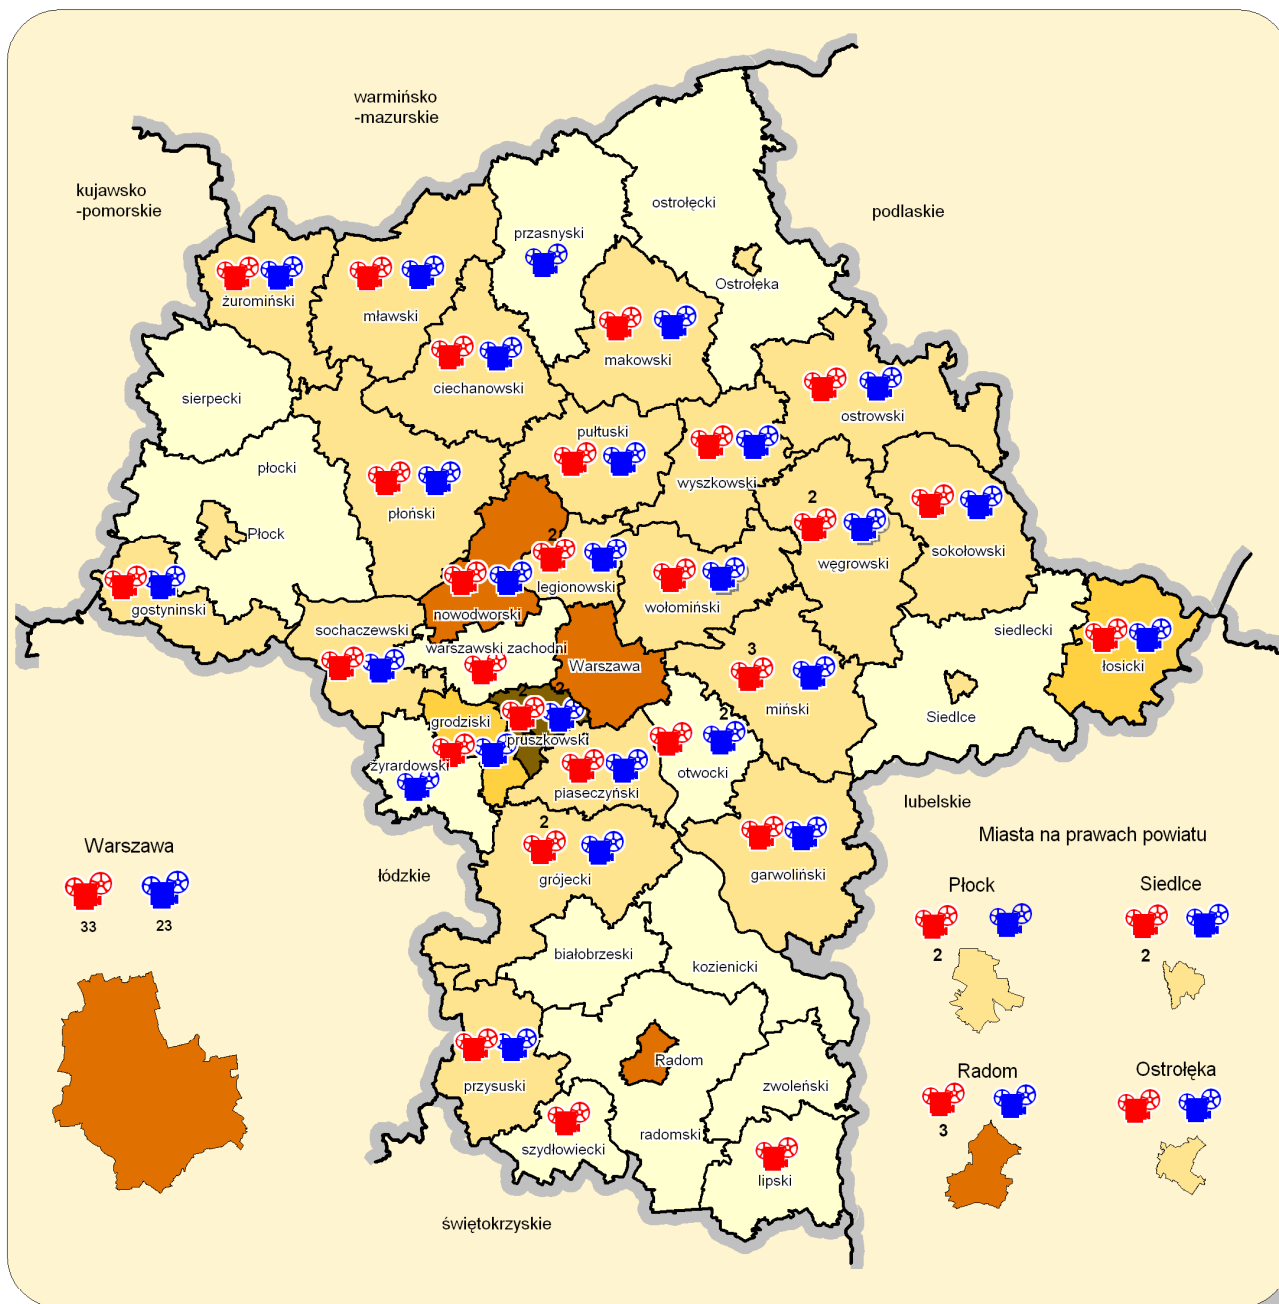 warmińsko
-mazurskie
kujawsko
-pomorskie
podlaskie
ostrołęcki
przasnyski
Ostrołęka
żuromiński
mławski
makowski
ciechanowski
sierpecki
ostrowski
pułtuski
płocki
wyszkowski
płoński
2
Płock
2
sokołowski
węgrowski
legionowski
gostyninski
nowodworski
wołomiński
sochaczewski
siedlecki
warszawski zachodni
3
Warszawa
łosicki
2
2
2
miński
Siedlce
grodziski
pruszkowski
żyrardowski
otwocki
piaseczyński
lubelskie
2
Miasta na prawach powiatu
Warszawa
łódzkie
grójecki
garwoliński
Płock
Siedlce
33
23
białobrzeski
2
2
kozienicki
Radom
Radom
Ostrołęka
przysuski
zwoleński
3
radomski
szydłowiecki
lipski
świętokrzyskie